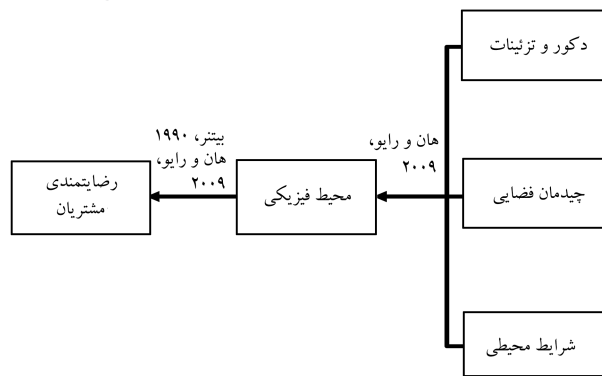 دکور و تزئینات
هان و رایو،
۲۰۰۹
چیدمان فضایی
شرایط محیطی
محیط فیزیکی
بیتنر، ۱۹۹۰
هان و رایو،
۲۰۰۹
رضایتمندی
مشتریان